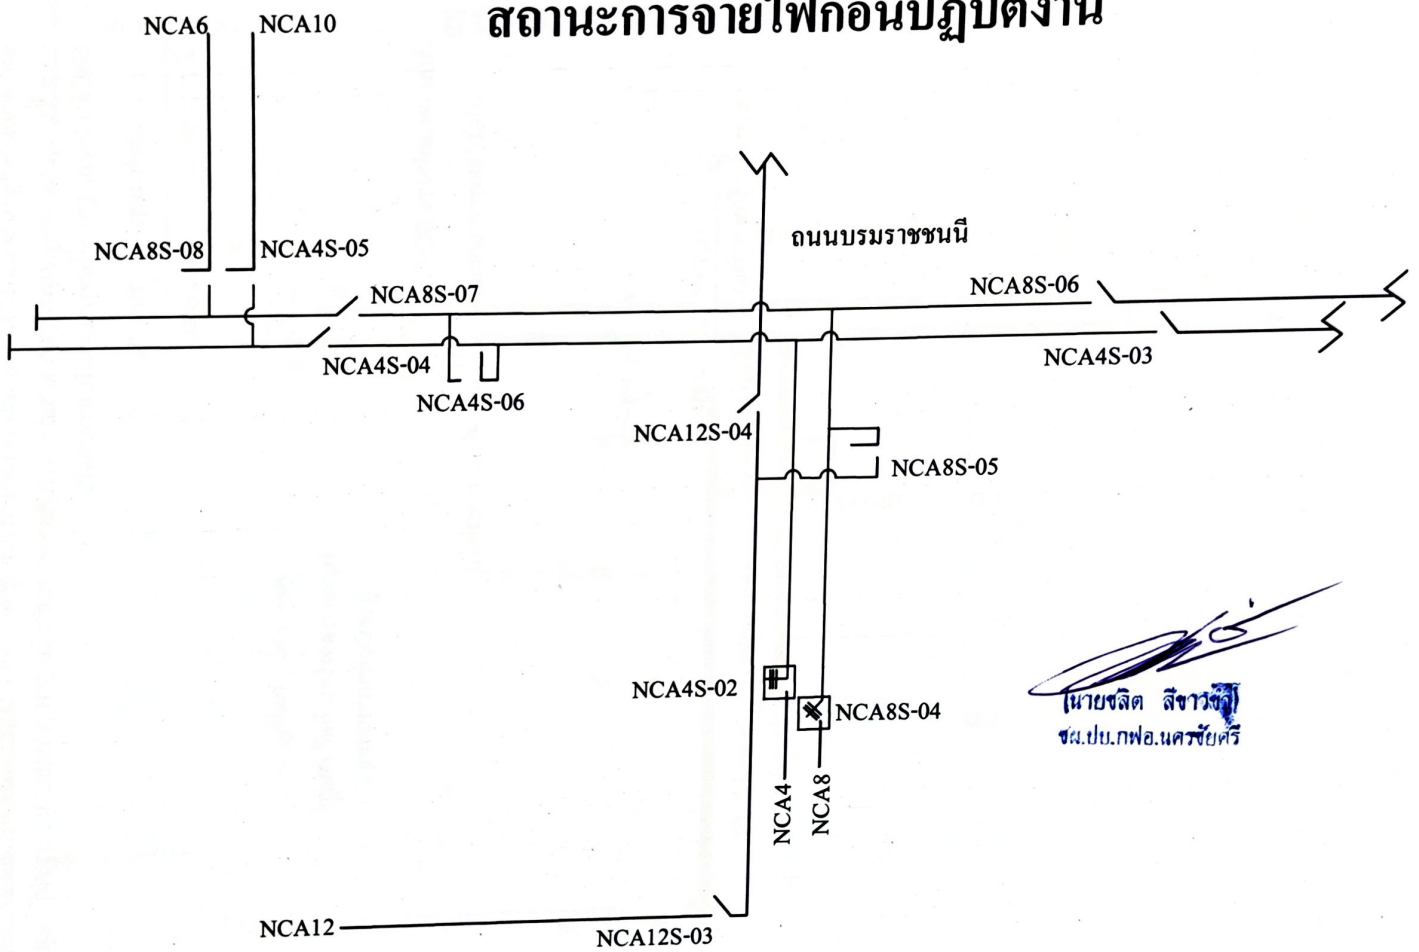 สถานะการจ่ายไฟก่อนปฏิบัติงาน
NCA6 NCA10
ถนนบรมราชชนนี
NCA8S-08 NCA4S-05
NCA8S-07 NCA8S-06
NCA4S-04 NCA4S-03
NCA4S-06
NCA12S-04
NCA8S-05
NCA4S-02
NCA8S-04
(นายชลิต
ชผ.ปบ.กฟอ.นครชัยศรี
NCA4
NCA8
NCA12
NCA12S-03